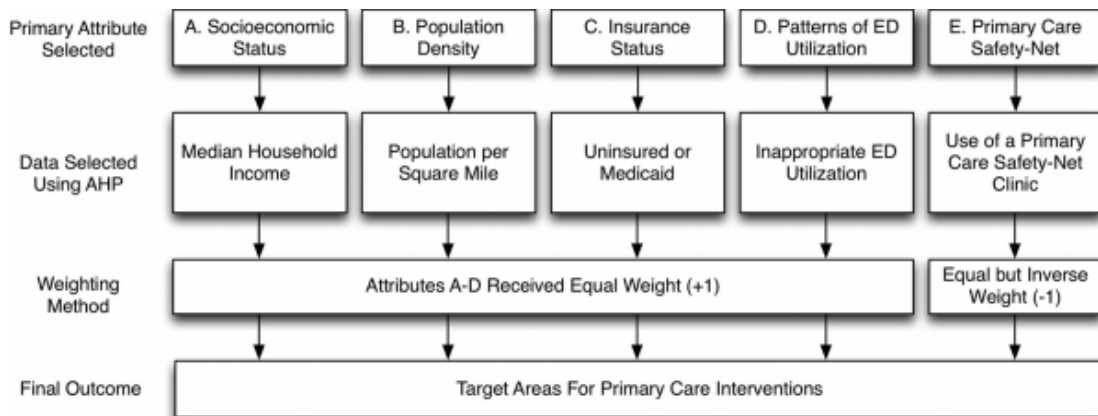 Primary Attribute
Selected
A. Socioeconomic
Status
B. Population
Density
C. Insurance
Status
D. Patterns of ED
Utilization
E. Primary Care
Safety-Net
Data Selected
Using AHP
Median Household
Income
Population per
Square Mile
Uninsured or
Medicaid
Inappropriate ED
Utilization
Use of a Primary
Care Safety-Net
Clinic
Weighting
Method
Attributes A-D Received Equal Weight (+1)
Equal but Inverse
Weight (-1)
Final Outcome
Target Areas For Primary Care Interventions